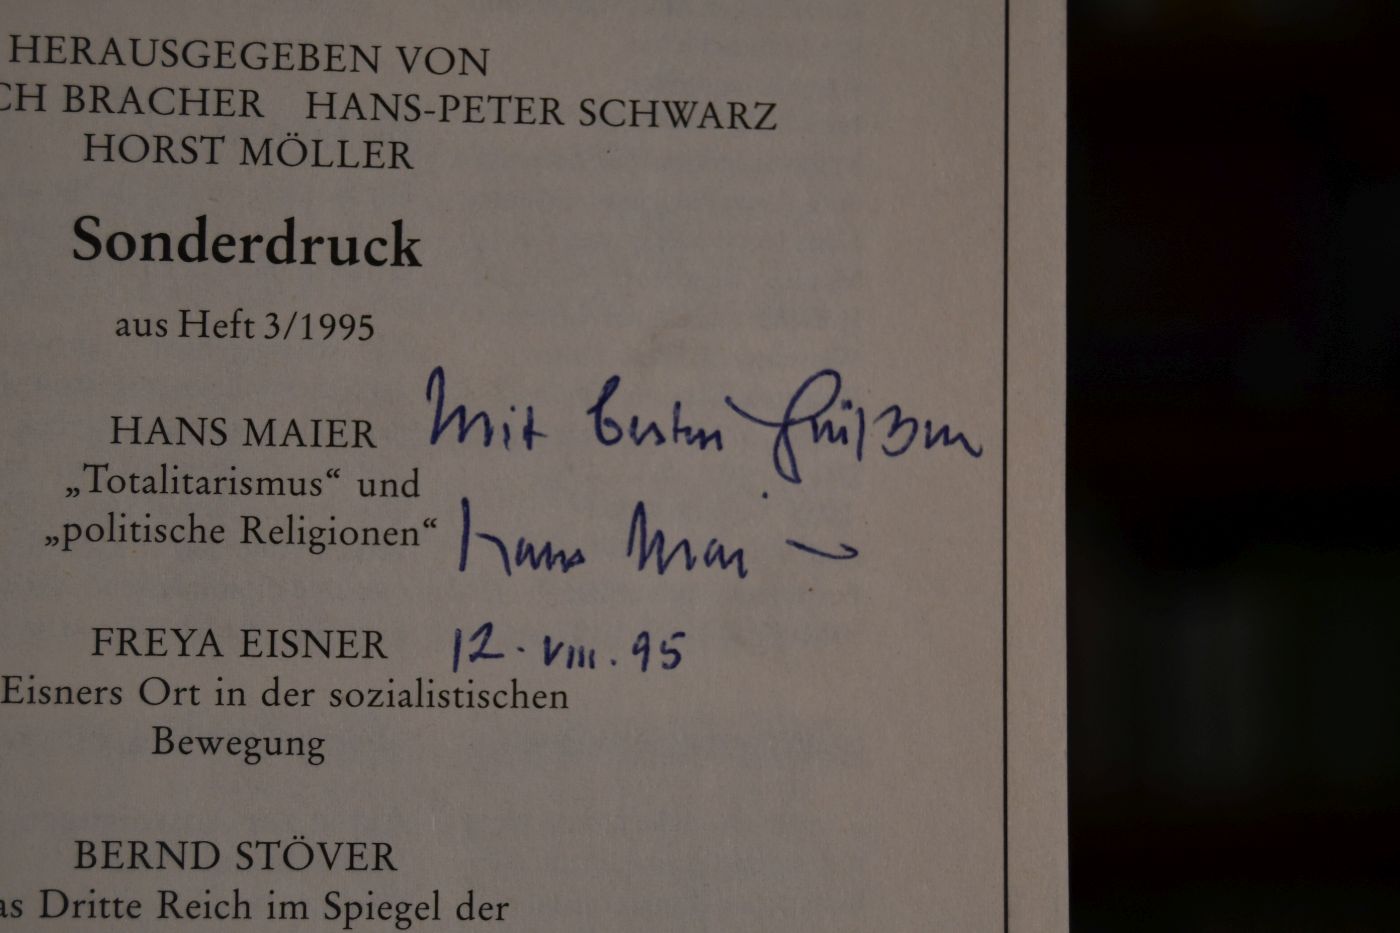 HERAUSGEGEBEN VON
CH BRACHER HANS-PETER SCHWARZ
HORST MÖLLER
Sonderdruck
aus Heft 3/1995
HANS MAIER
Mit besten Grüßen
„Totalitarismus“ und
„politische Religionen“
Hans Maier
FREYA EISNER
12. VIII. 95
Eisners Ort in der sozialistischen
Bewegung
BERND STÖVER
as Dritte Reich im Spiegel der